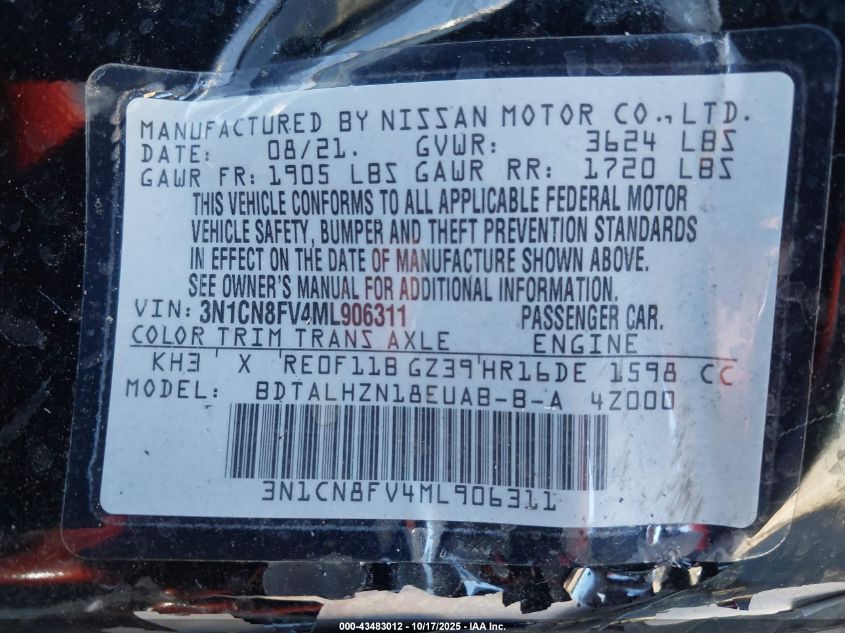 MANUFACTURED BY NISSAN MOTOR CO., LTD.
DATE: 08/21. GVWR: 3624 LBS
GAWR FR: 1905 LBS GAWR RR: 1720 LBS
THIS VEHICLE CONFORMS TO ALL APPLICABLE FEDERAL MOTOR
VEHICLE SAFETY, BUMPER AND THEFT PREVENTION STANDARDS
IN EFFECT ON THE DATE OF MANUFACTURE SHOWN ABOVE.
SEE OWNER'S MANUAL FOR ADDITIONAL INFORMATION.
VIN: 3N1CN8FV4ML906311 PASSENGER CAR.
COLOR TRIM TRANS AXLE ENGINE
KH3 X RE0F11B GZ39 HR16DE 1598 CC
MODEL: BDTALHZN18EUAB-B-A 4Z000
3N1CN8FV4ML906311
000-43483012 - 10/17/2025 - IAA Inc.